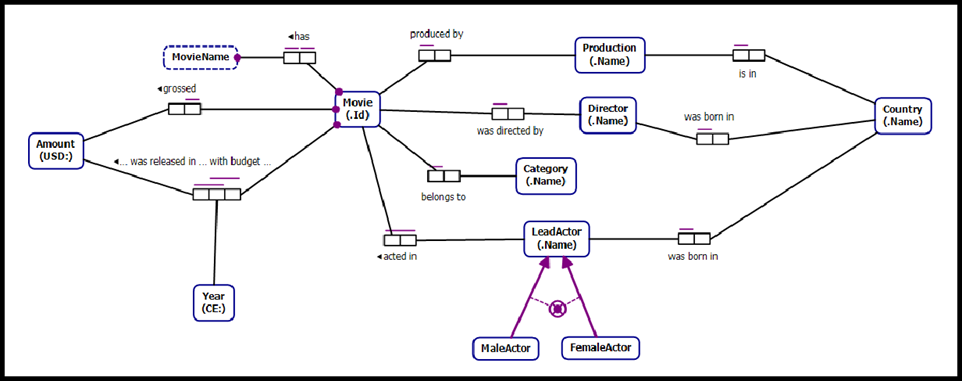 ◄has
produced by
MovieName
Production
(.Name)
is in
◄grossed
Movie
(.Id)
Director
(.Name)
Country
(.Name)
was directed by
was born in
Amount
(USD:)
◄... was released in ... with budget ...
Category
(.Name)
belongs to
LeadActor
(.Name)
◄acted in
was born in
Year
(CE:)
MaleActor
FemaleActor